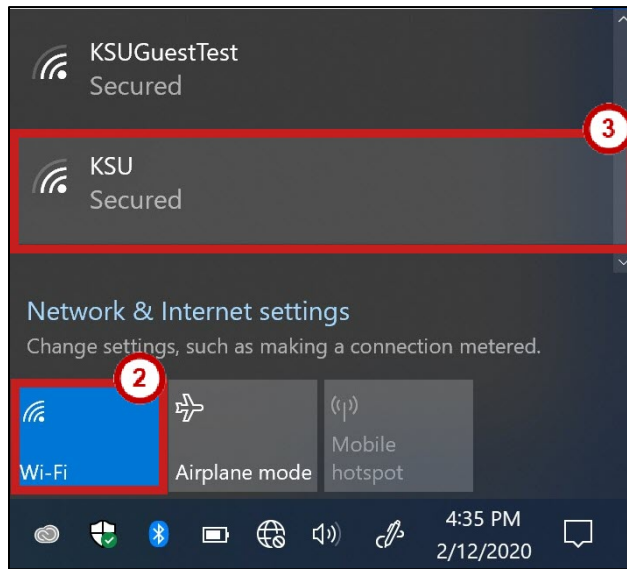 KSUGuestTest
Secured
3
KSU
Secured
Network & Internet settings
Change settings, such as making a connection metered.
2
Wi-Fi
Airplane mode
Mobile
hotspot
4:35 PM
2/12/2020